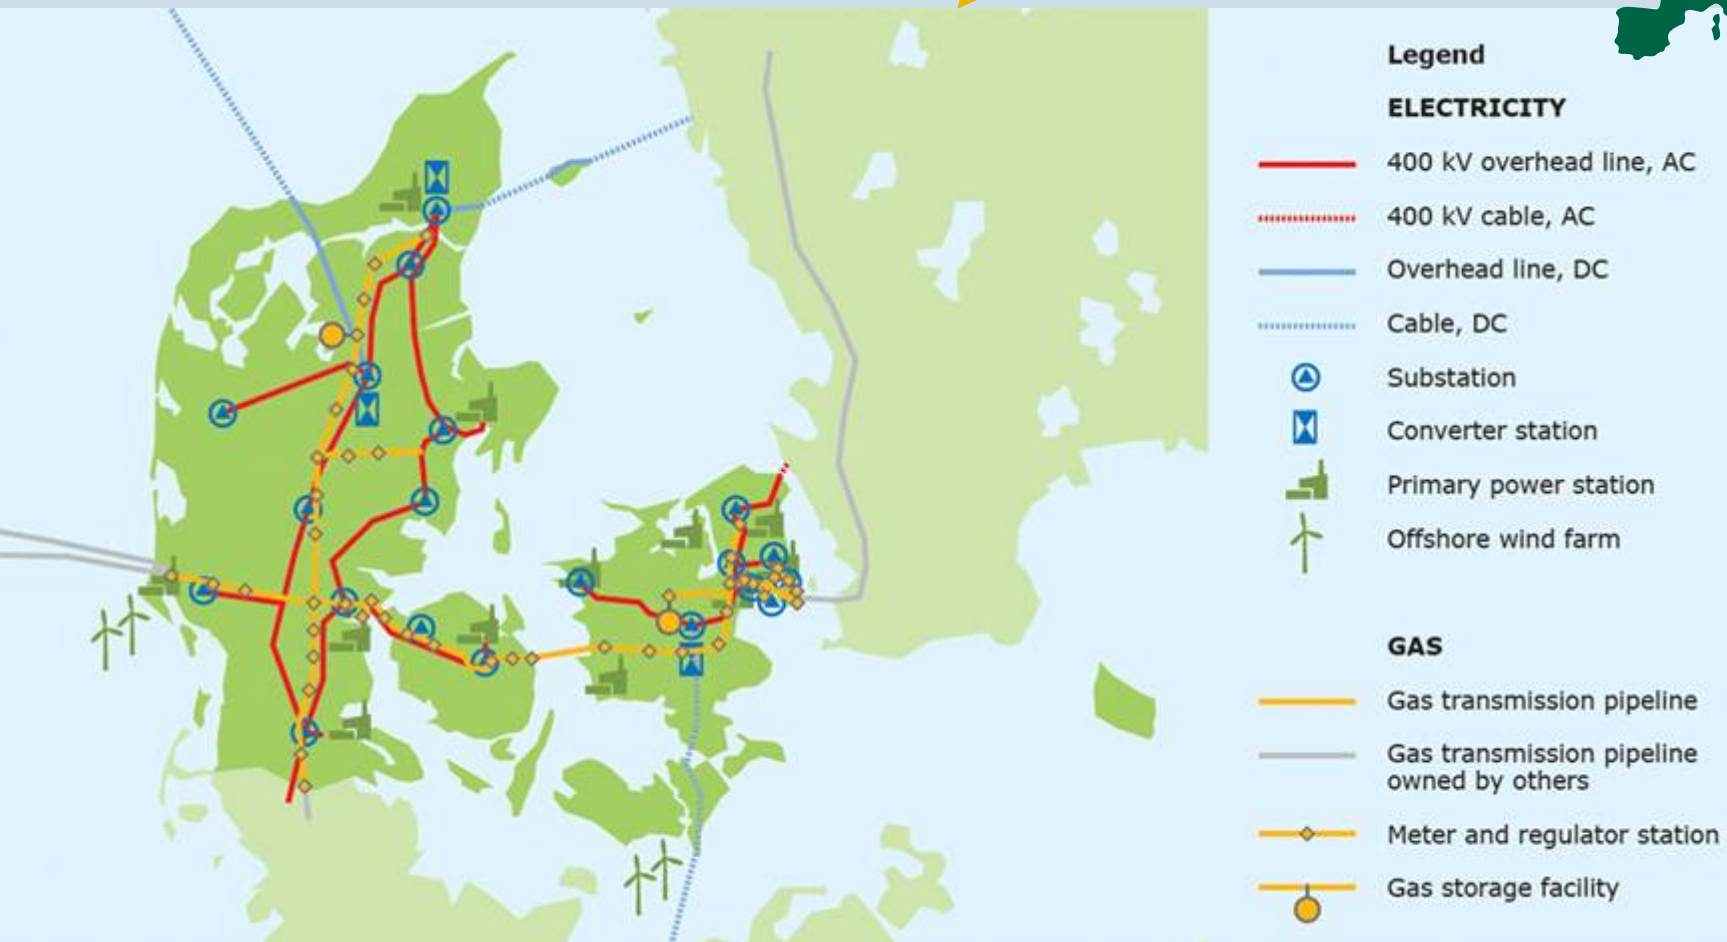 Legend
ELECTRICITY
400 kV overhead line, AC
400 kV cable, AC
Overhead line, DC
Cable, DC
Substation
Converter station
Primary power station
Offshore wind farm
GAS
Gas transmission pipeline
Gas transmission pipeline
owned by others
Meter and regulator station
Gas storage facility